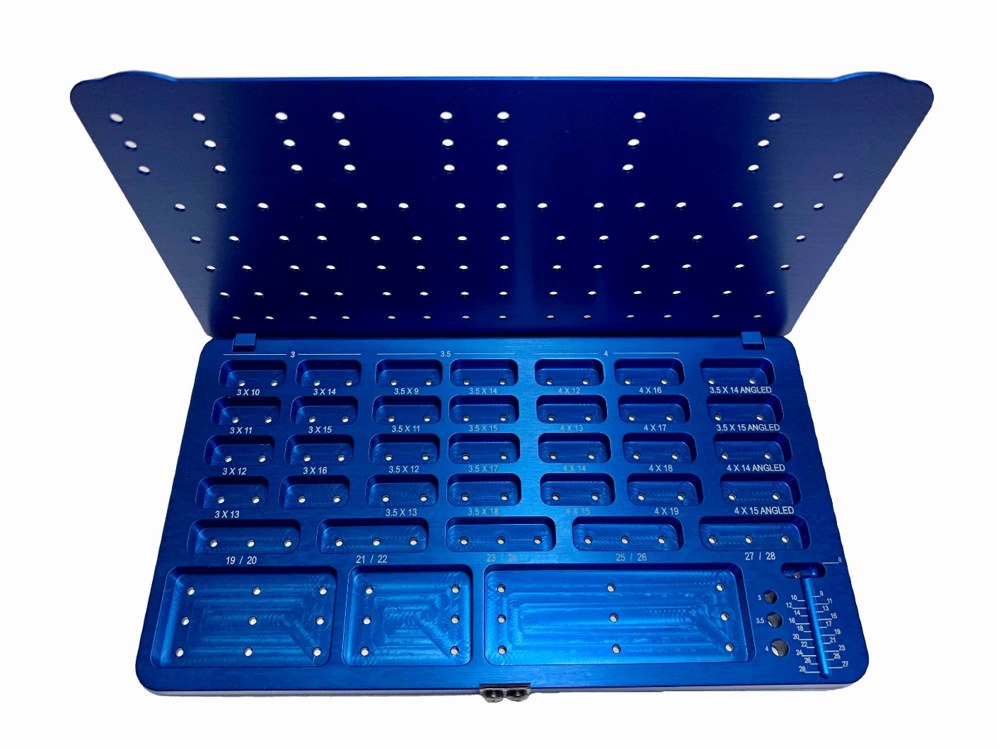 3 3.5 4
3 X 10 3 X 14 3.5 X 9 3.5 X 14 4 X 12 4 X 16 3.5 X 14 ANGLED
3 X 11 3 X 15 3.5 X 11 3.5 X 15 4 X 13 4 X 17 3.5 X 15 ANGLED
3 X 12 3 X 16 3.5 X 12 3.5 X 17 4 X 14 4 X 18 4 X 14 ANGLED
3 X 13 3.5 X 13 3.5 X 18 4 X 15 4 X 19 4 X 15 ANGLED
19 / 20 21 / 22 23 / 24 25 / 26 27 / 28
0
3 10 9
12 11
14 13
3.5 16 15
18 17
20 19
22 21
4 24 23
26 25
28 27